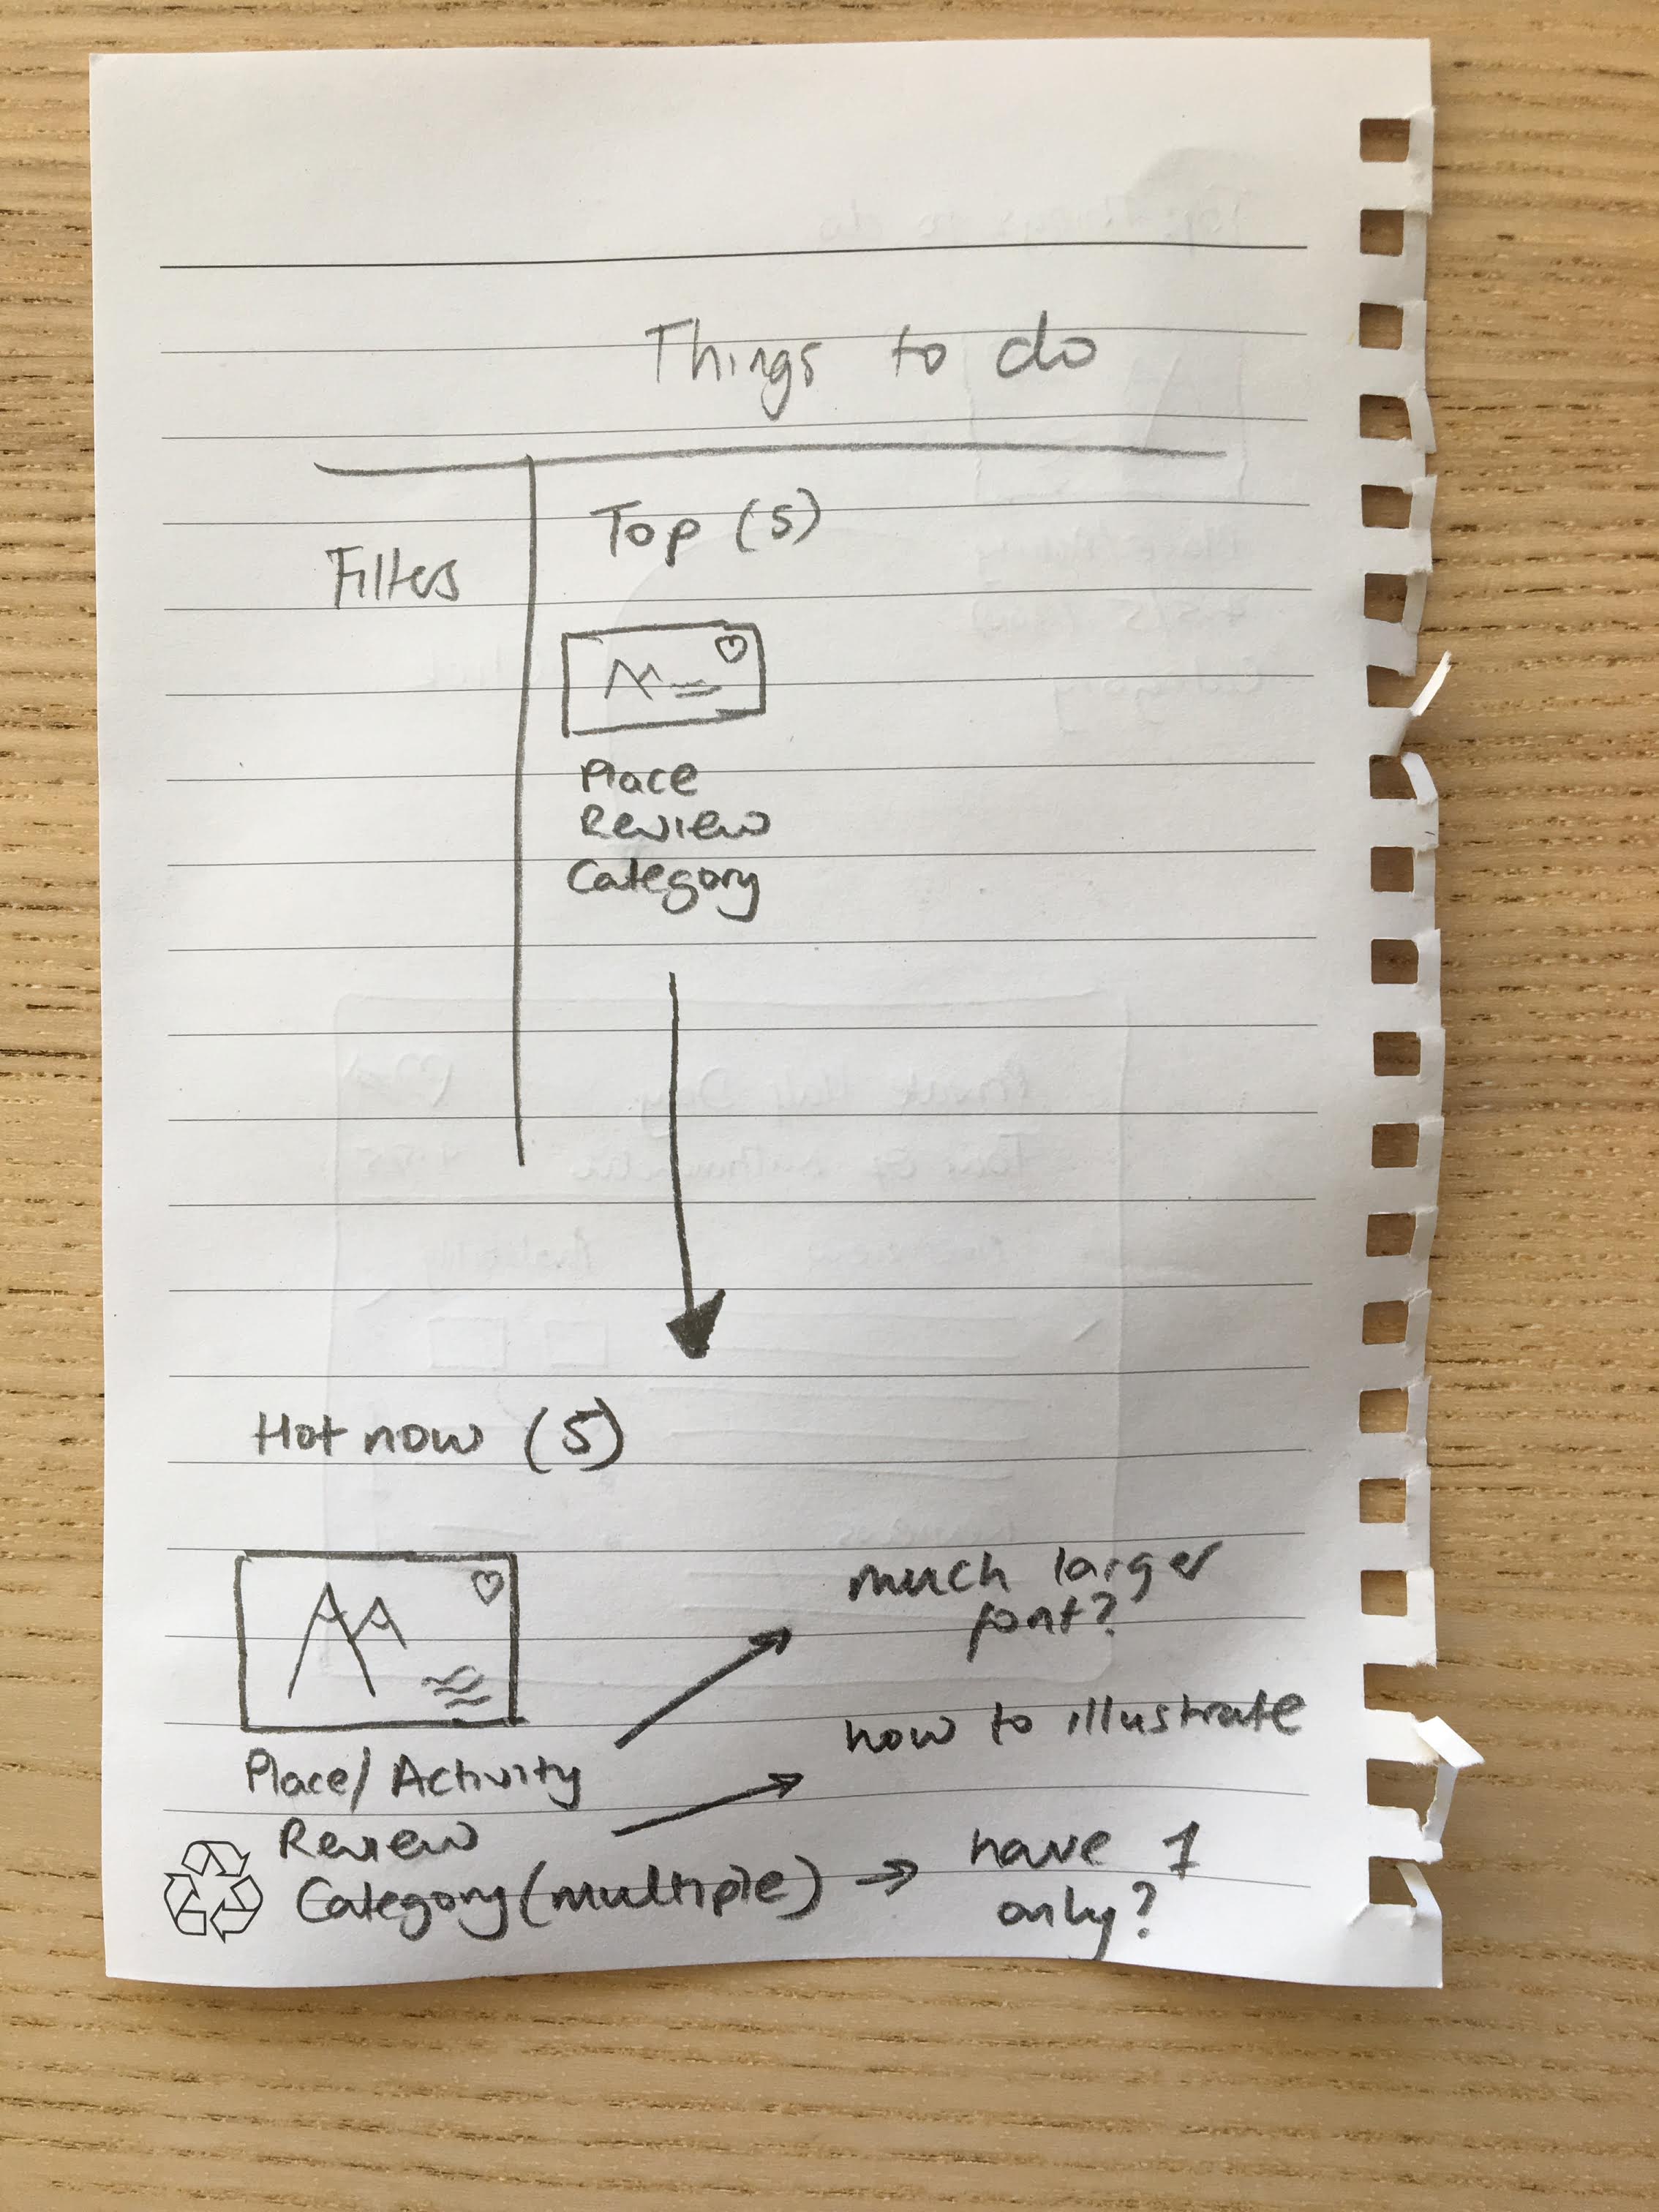 Things to do
Filters
Top (5)
Place
Review
Category
Hot now (5)
much larger
font?
how to illustrate
Place/Activity
Review
Category (multiple)
have 1
only?